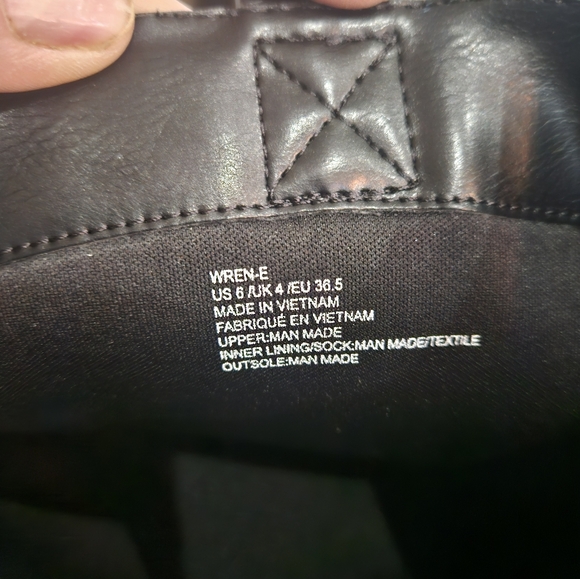 WREN-E
US 6 /UK 4 /EU 36.5
MADE IN VIETNAM
FABRIQUÉ EN VIETNAM
UPPER:MAN MADE
INNER LINING/SOCK:MAN MADE/TEXTILE
OUTSOLE:MAN MADE